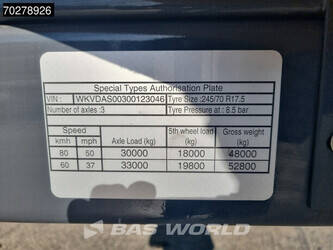 70278926
Special Types Authorisation Plate
VIN : WKVDAS00300123046 Tyre Size :245/70 R17.5
Number of axles :3 Tyre Pressure at : 8.5 bar
Speed Axle Load (kg) 5th wheel load (kg) Gross weight (kg)
kmh mph
80 50 30000 18000 48000
60 37 33000 19800 52800
BAS WORLD